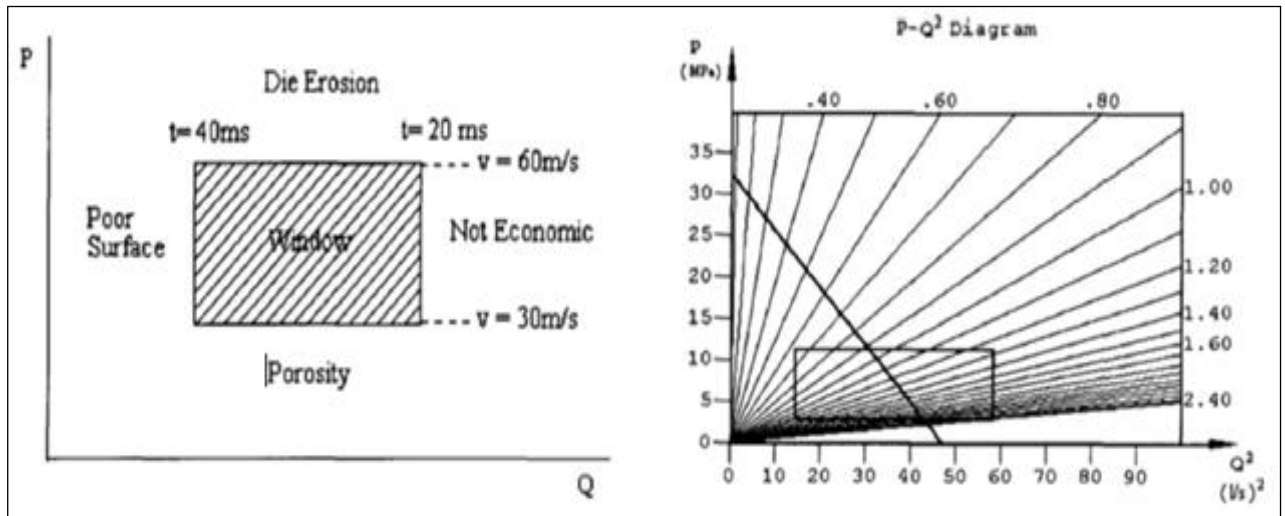 P
Die Erosion
t= 40ms
t= 20 ms
v = 60m/s
Poor
Surface
Window
Not Economic
v = 30m/s
Porosity
Q
P-Q² Diagram
P
(MPa)
.40
.60
.80
35
30
25
20
15
10
5
0
1.00
1.20
1.40
1.60
2.40
0
10
20
30
40
50
60
70
80
90
Q²
(l/s)²